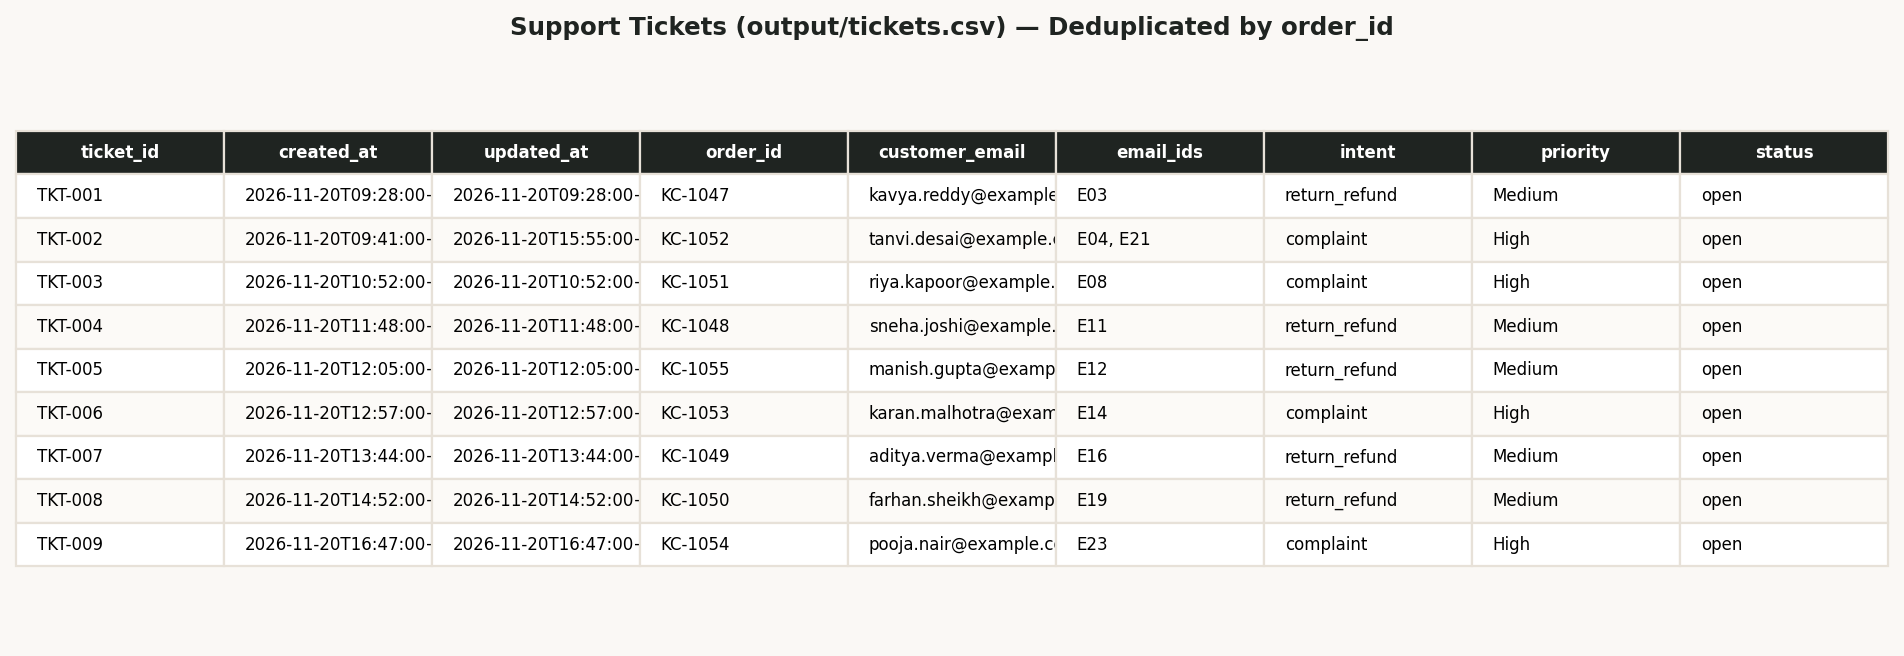 Support Tickets (output/tickets.csv) — Deduplicated by order_id
ticket_id created_at updated_at order_id customer_email email_ids intent priority status
TKT-001 2026-11-20T09:28:00- 2026-11-20T09:28:00- KC-1047 kavya.reddy@example E03 return_refund Medium open
TKT-002 2026-11-20T09:41:00- 2026-11-20T15:55:00- KC-1052 tanvi.desai@example. E04, E21 complaint High open
TKT-003 2026-11-20T10:52:00- 2026-11-20T10:52:00- KC-1051 riya.kapoor@example. E08 complaint High open
TKT-004 2026-11-20T11:48:00- 2026-11-20T11:48:00- KC-1048 sneha.joshi@example. E11 return_refund Medium open
TKT-005 2026-11-20T12:05:00- 2026-11-20T12:05:00- KC-1055 manish.gupta@examp E12 return_refund Medium open
TKT-006 2026-11-20T12:57:00- 2026-11-20T12:57:00- KC-1053 karan.malhotra@exam E14 complaint High open
TKT-007 2026-11-20T13:44:00- 2026-11-20T13:44:00- KC-1049 aditya.verma@exampl E16 return_refund Medium open
TKT-008 2026-11-20T14:52:00- 2026-11-20T14:52:00- KC-1050 farhan.sheikh@examp E19 return_refund Medium open
TKT-009 2026-11-20T16:47:00- 2026-11-20T16:47:00- KC-1054 pooja.nair@example.c E23 complaint High open